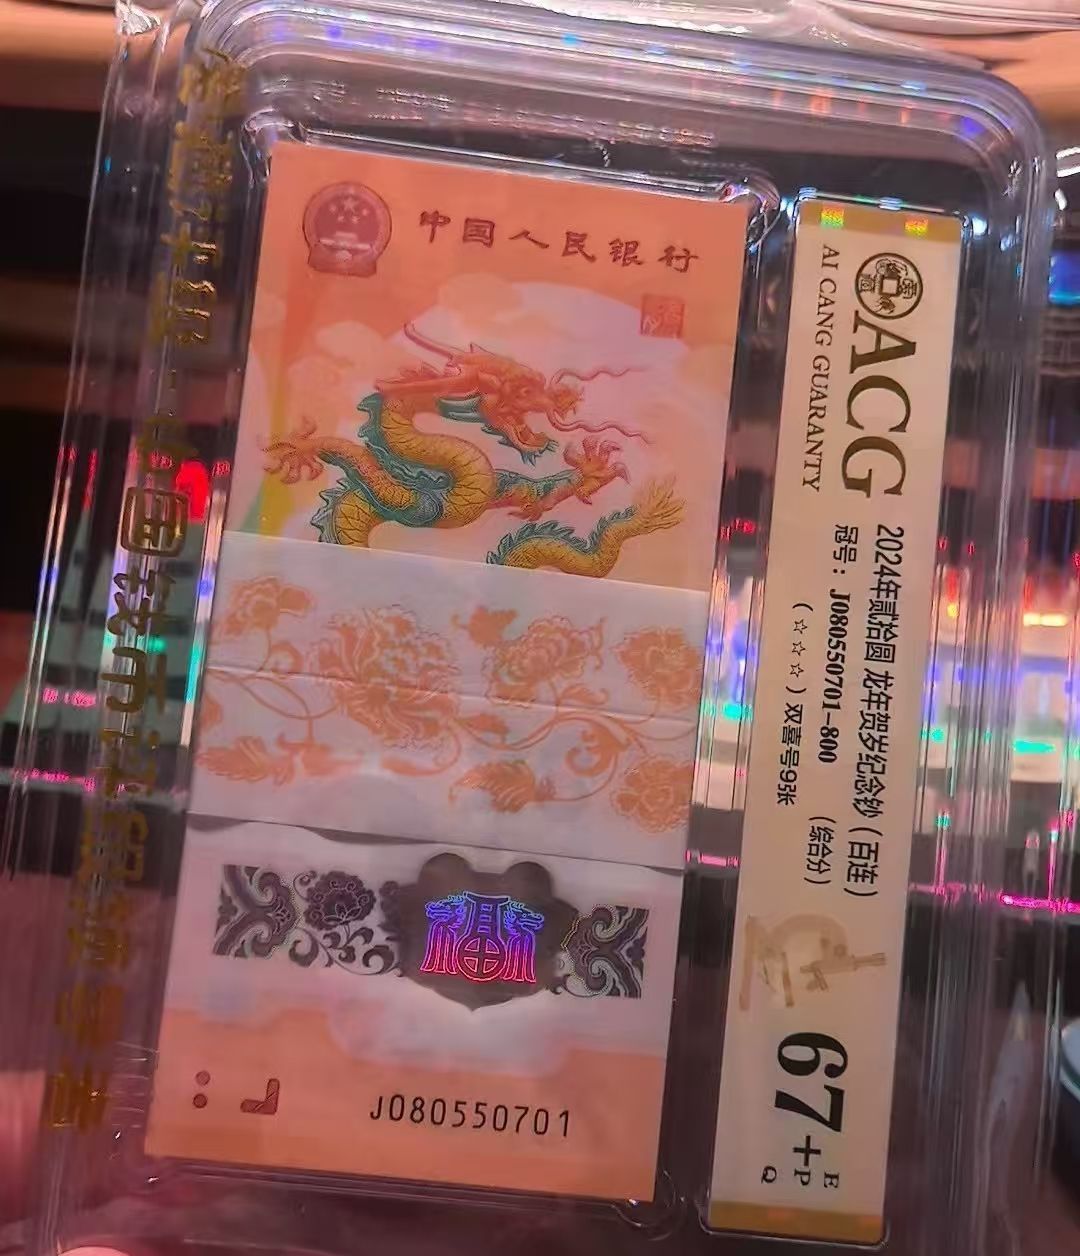 中国人民银行
J080550701
ACG
AI CANG GUARANTY
2024年贰拾圆 龙年贺岁纪念钞（百连）
冠号：J080550701-800
（☆☆☆）双喜号9张
（综合分）
67+
E
P
Q